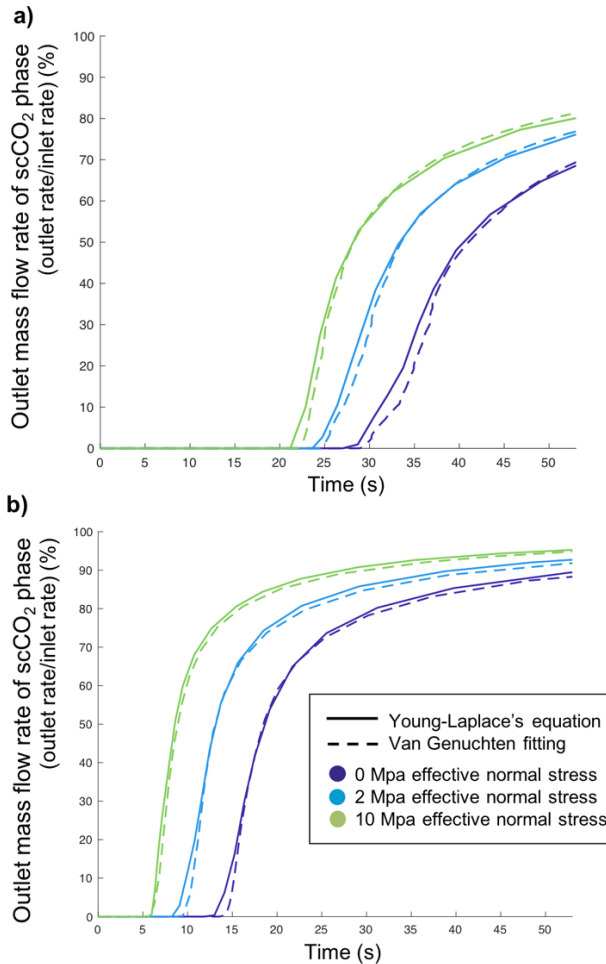 a)
Outlet mass flow rate of scCO₂ phase
(outlet rate/inlet rate) (%)
100
90
80
70
60
50
40
30
20
10
0
0 5 10 15 20 25 30 35 40 45 50
Time (s)
b)
Outlet mass flow rate of scCO₂ phase
(outlet rate/inlet rate) (%)
100
90
80
70
60
50
40
30
20
10
0
Young-Laplace's equation
Van Genuchten fitting
0 Mpa effective normal stress
2 Mpa effective normal stress
10 Mpa effective normal stress
0 5 10 15 20 25 30 35 40 45 50
Time (s)